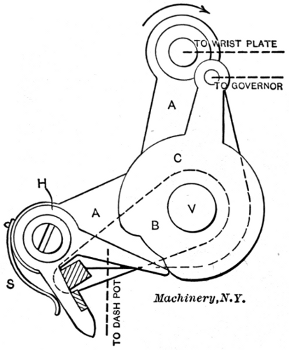 TO WRIST PLATE
TO GOVERNOR
A
C
H
A
B
V
S
TO DASH POT
Machinery, N.Y.